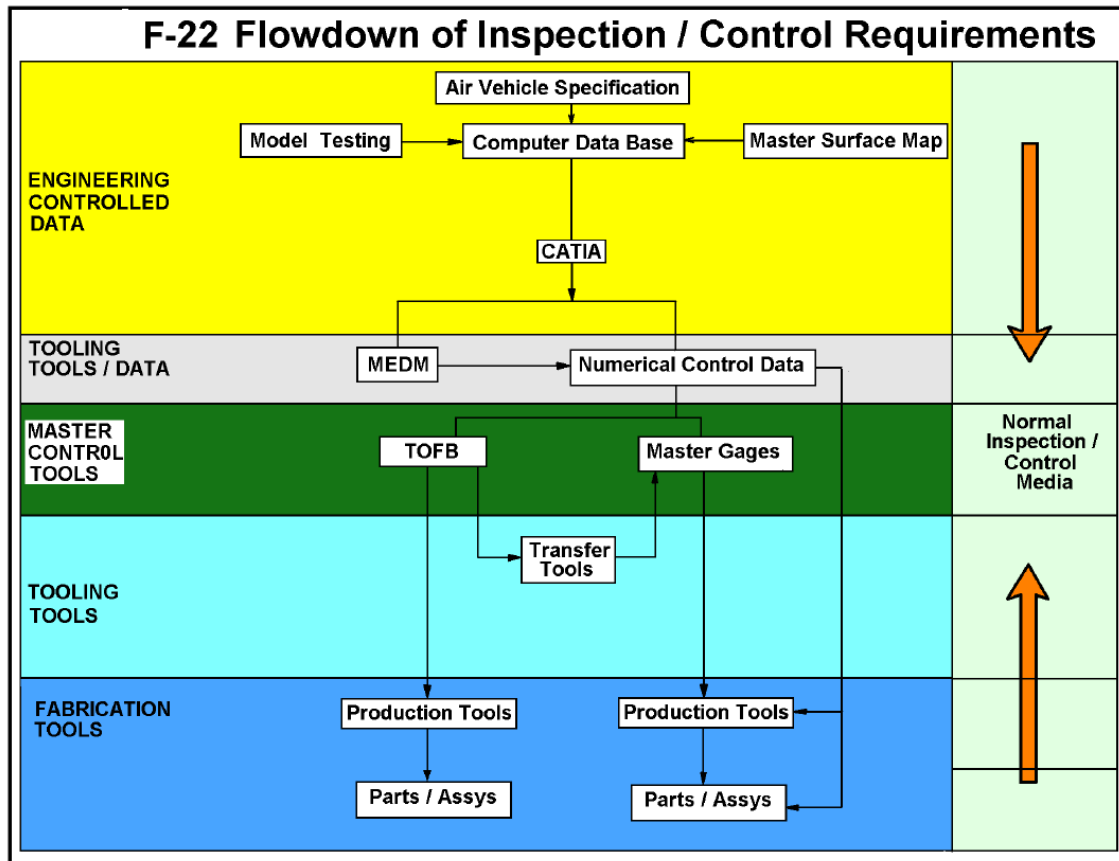 F-22 Flowdown of Inspection / Control Requirements
Air Vehicle Specification
Model Testing
Computer Data Base
Master Surface Map
ENGINEERING
CONTROLLED
DATA
CATIA
TOOLING
TOOLS / DATA
MEDM
Numerical Control Data
MASTER
CONTR0L
TOOLS
TOFB
Master Gages
Normal
Inspection /
Control
Media
Transfer
Tools
TOOLING
TOOLS
FABRICATION
TOOLS
Production Tools
Production Tools
Parts / Assys
Parts / Assys